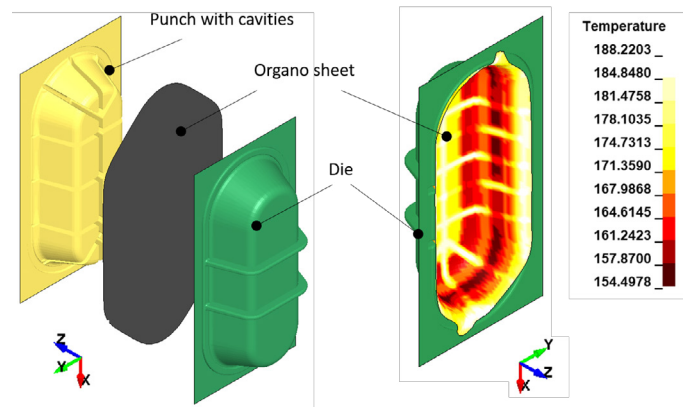 Punch with cavities
Organo sheet
Die
Z
Y
X
Y
Z
X
Temperature
188.2203
184.8480
181.4758
178.1035
174.7313
171.3590
167.9868
164.6145
161.2423
157.8700
154.4978